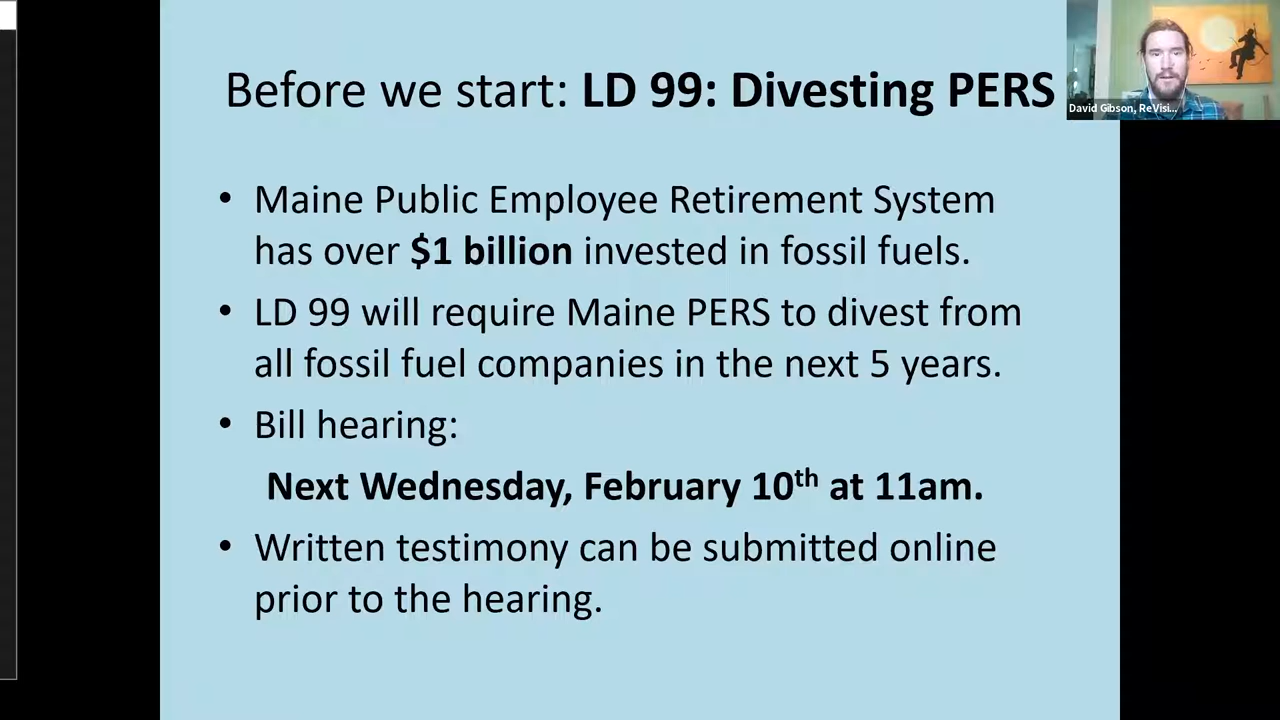 Before we start: LD 99: Divesting PERS
David Gibson, ReVisi...
• Maine Public Employee Retirement System
has over $1 billion invested in fossil fuels.
• LD 99 will require Maine PERS to divest from
all fossil fuel companies in the next 5 years.
• Bill hearing:
Next Wednesday, February 10th at 11am.
• Written testimony can be submitted online
prior to the hearing.